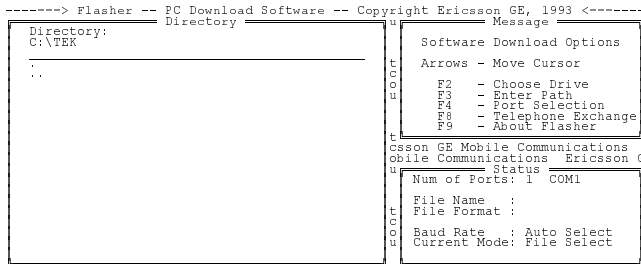 -------> Flasher -- PC Download Software -- Copyright Ericsson GE, 1993 <-------
Directory
Directory:
C:\TEK
.
..
u
t
c
o
u
t
csson GE Mobile Communications
obile Communications Ericsson
u
t
c
o
u
Message
Software Download Options
Arrows - Move Cursor
F2 - Choose Drive
F3 - Enter Path
F4 - Port Selection
F8 - Telephone Exchange
F9 - About Flasher
Status
Num of Ports: 1 COM1
File Name :
File Format :
Baud Rate : Auto Select
Current Mode: File Select